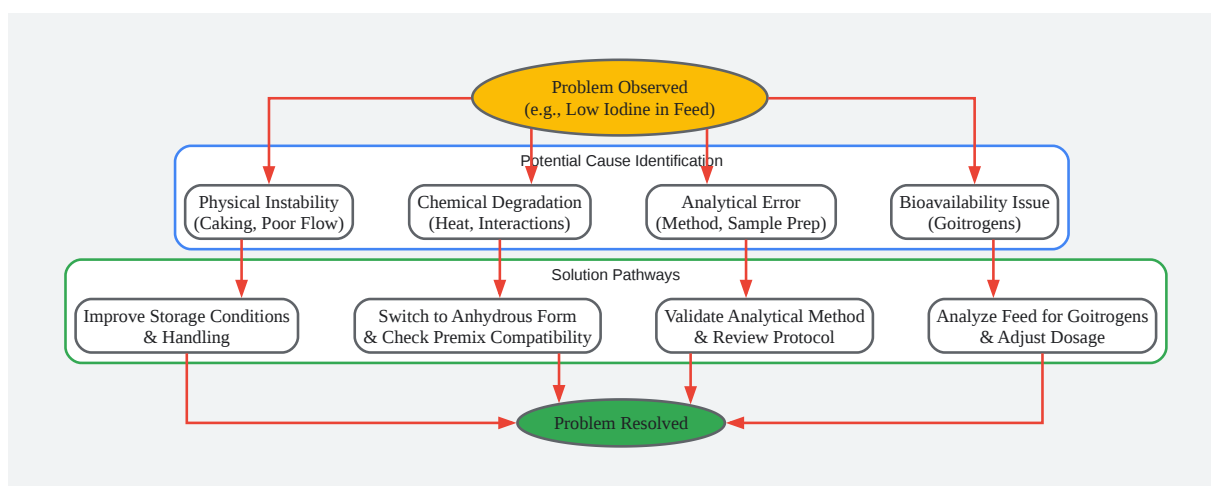 Problem Observed
(e.g., Low Iodine in Feed)
Potential Cause Identification
Physical Instability
(Caking, Poor Flow)
Chemical Degradation
(Heat, Interactions)
Analytical Error
(Method, Sample Prep)
Bioavailability Issue
(Goitrogens)
Solution Pathways
Improve Storage Conditions
& Handling
Switch to Anhydrous Form
& Check Premix Compatibility
Validate Analytical Method
& Review Protocol
Analyze Feed for Goitrogens
& Adjust Dosage
Problem Resolved